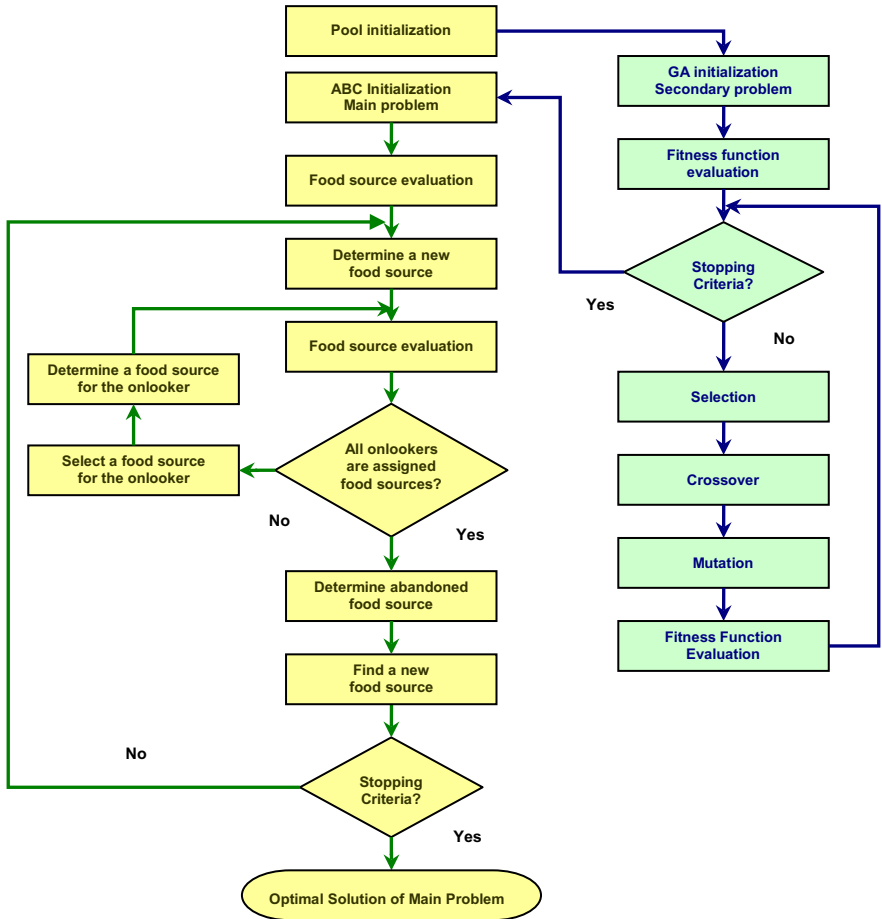 Pool initialization
ABC Initialization
Main problem
Food source evaluation
Determine a new
food source
Food source evaluation
Determine a food source
for the onlooker
Select a food source
for the onlooker
All onlookers
are assigned
food sources?
No
Yes
Determine abandoned
food source
Find a new
food source
No
Stopping
Criteria?
Yes
Optimal Solution of Main Problem
GA initialization
Secondary problem
Fitness function
evaluation
Stopping
Criteria?
Yes
No
Selection
Crossover
Mutation
Fitness Function
Evaluation